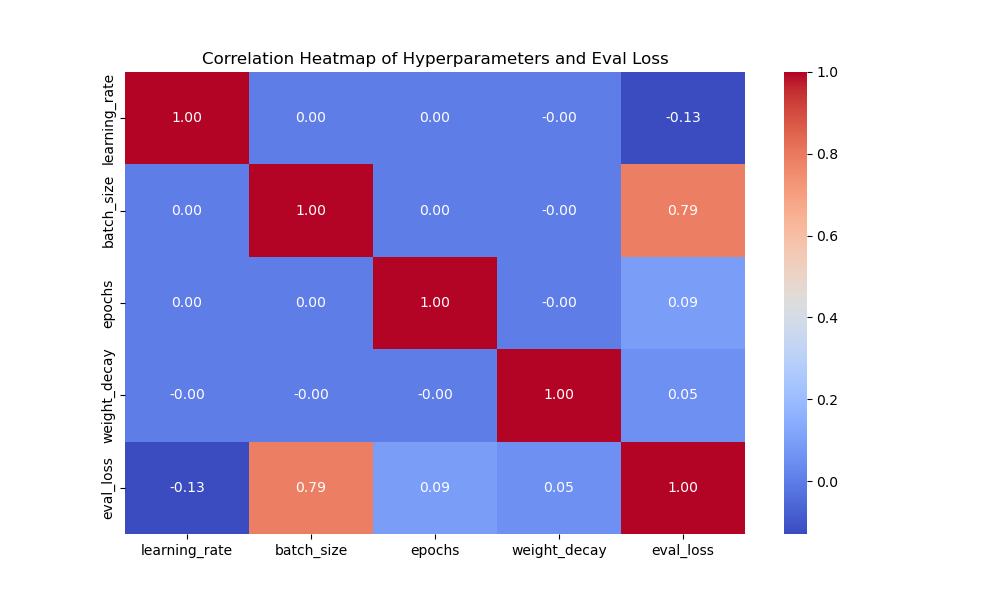 Correlation Heatmap of Hyperparameters and Eval Loss
learning_rate 1.00 0.00 0.00 -0.00 -0.13
batch_size 0.00 1.00 0.00 -0.00 0.79
epochs 0.00 0.00 1.00 -0.00 0.09
weight_decay -0.00 -0.00 -0.00 1.00 0.05
eval_loss -0.13 0.79 0.09 0.05 1.00
learning_rate batch_size epochs weight_decay eval_loss
1.0
0.8
0.6
0.4
0.2
0.0